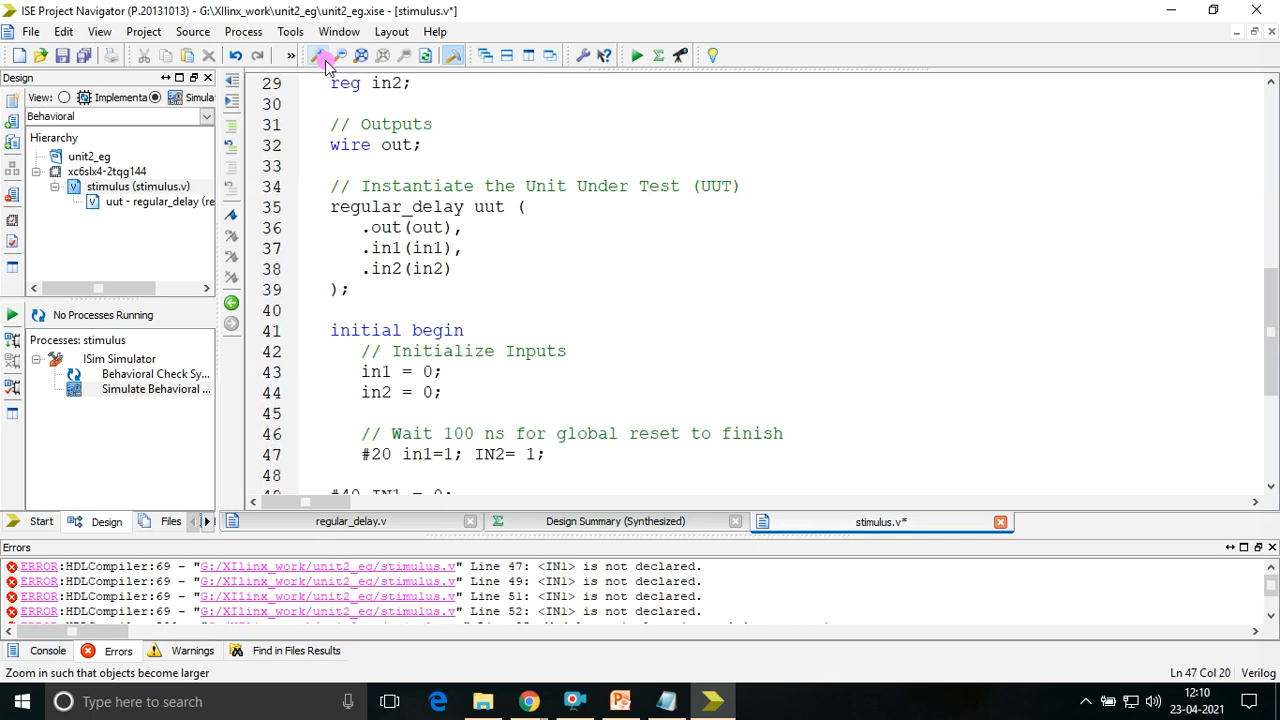 ISE Project Navigator (P.20131013) - G:\XIlinx_work\unit2_eg\unit2_eg.xise - [stimulus.v*]
File Edit View Project Source Process Tools Window Layout Help
Design
View: Implementa Simula
Behavioral
Hierarchy
unit2_eg
xc6slx4-2tqg144
stimulus (stimulus.v)
uut - regular_delay (re
No Processes Running
Processes: stimulus
ISim Simulator
Behavioral Check Sy...
Simulate Behavioral ...
Start Design Files
29 reg in2;
30
31 // Outputs
32 wire out;
33
34 // Instantiate the Unit Under Test (UUT)
35 regular_delay uut (
36 .out(out),
37 .in1(in1),
38 .in2(in2)
39 );
40
41 initial begin
42 // Initialize Inputs
43 in1 = 0;
44 in2 = 0;
45
46 // Wait 100 ns for global reset to finish
47 #20 in1=1; IN2= 1;
48
49 #40 IN1 = 0;
regular_delay.v Design Summary (Synthesized) stimulus.v*
Errors
ERROR:HDLCompiler:69 - "G:/XIlinx_work/unit2_eg/stimulus.v" Line 47: <IN1> is not declared.
ERROR:HDLCompiler:69 - "G:/XIlinx_work/unit2_eg/stimulus.v" Line 49: <IN1> is not declared.
ERROR:HDLCompiler:69 - "G:/XIlinx_work/unit2_eg/stimulus.v" Line 51: <IN1> is not declared.
ERROR:HDLCompiler:69 - "G:/XIlinx_work/unit2_eg/stimulus.v" Line 52: <IN1> is not declared.
Console Errors Warnings Find in Files Results
Zoom in such that objects become larger Ln 47 Col 20 Verilog
Type here to search
12:10
23-04-2021